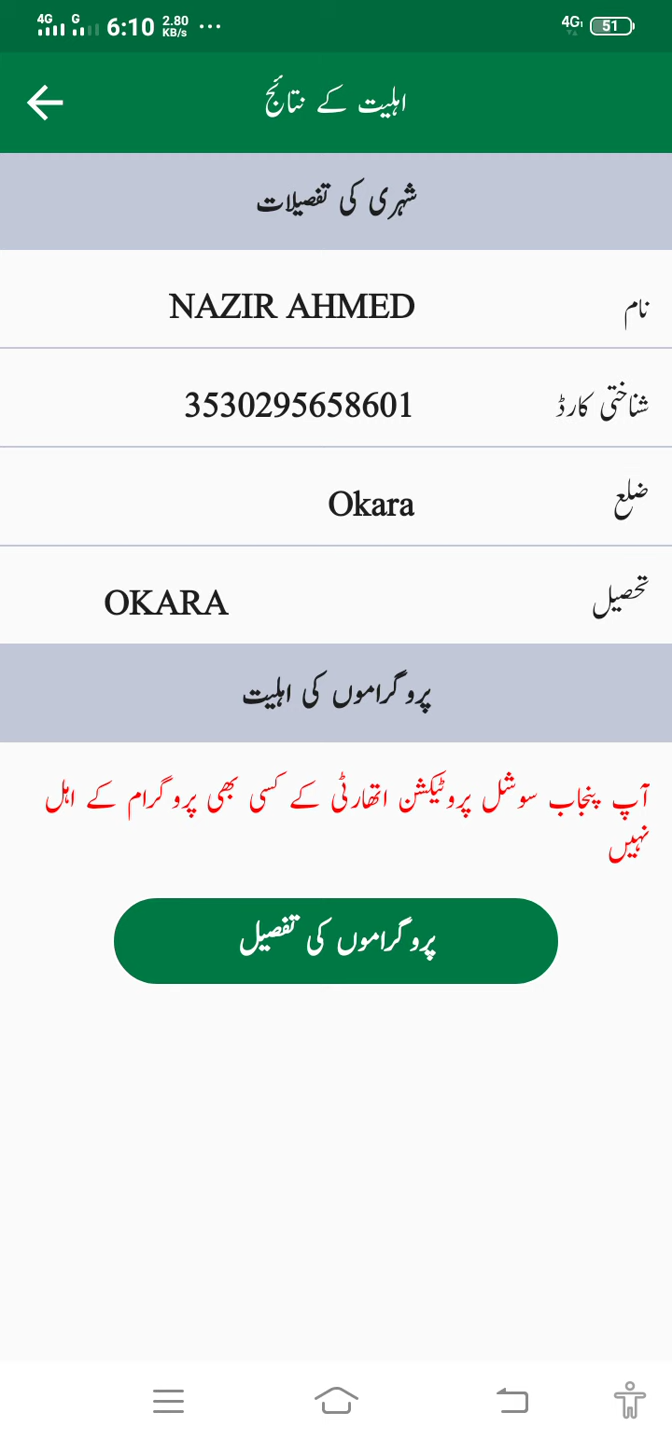 4G G 6:10 2.80 KB/s ... 4G 51
اہلیت کے نتائج
شہری کی تفصیلات
نام NAZIR AHMED
شناختی کارڈ 3530295658601
ضلع Okara
تحصیل OKARA
پروگراموں کی اہلیت
آپ پنجاب سوشل پروٹیکشن اتھارٹی کے کسی بھی پروگرام کے اہل
نہیں
پروگراموں کی تفصیل